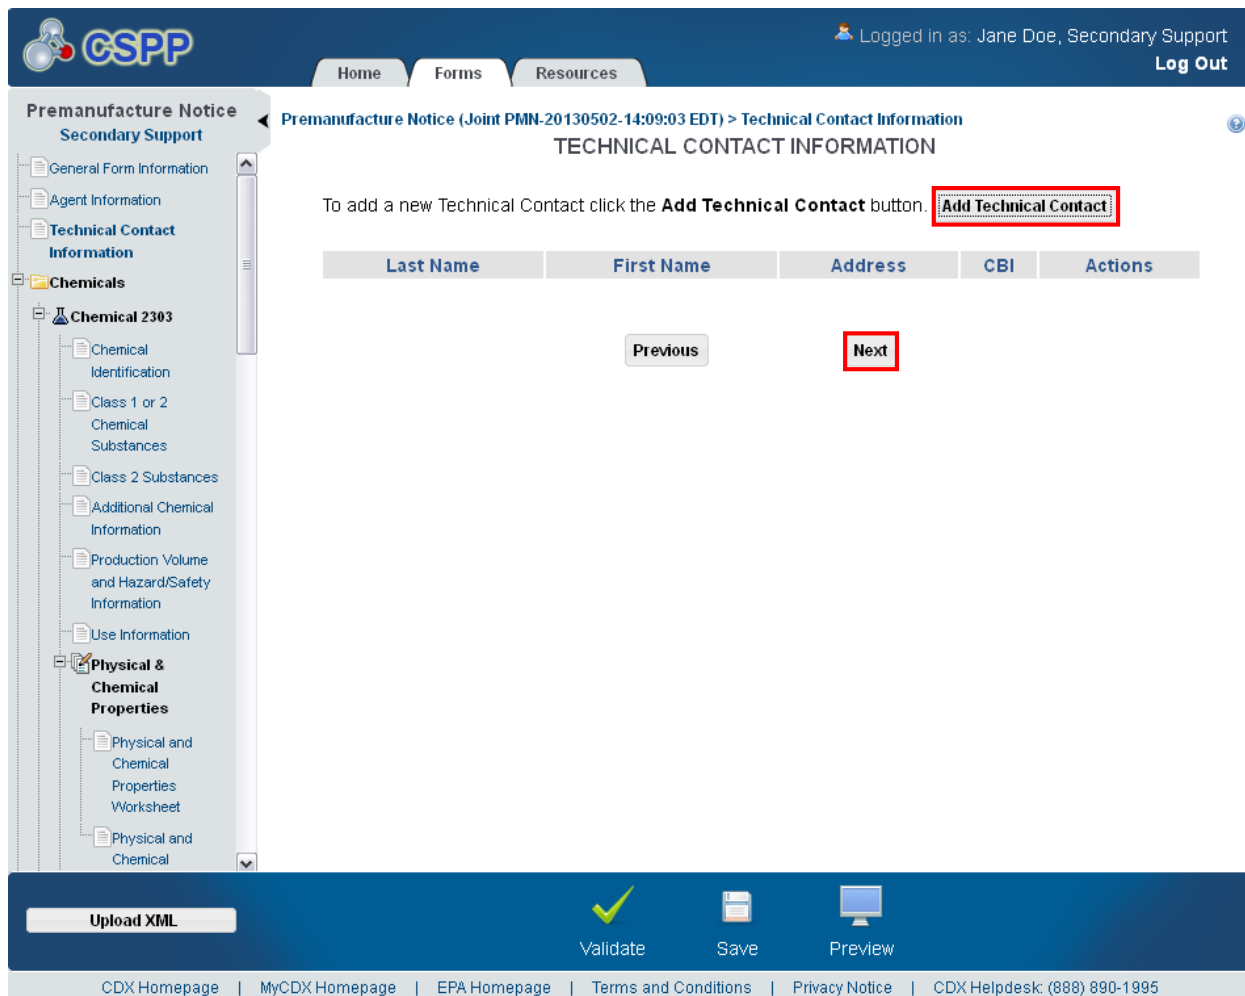 CSPP
Logged in as: Jane Doe, Secondary Support
Log Out
Home Forms Resources
Premanufacture Notice
Secondary Support
General Form Information
Agent Information
Technical Contact
Information
Chemicals
Chemical 2303
Chemical
Identification
Class 1 or 2
Chemical
Substances
Class 2 Substances
Additional Chemical
Information
Production Volume
and Hazard/Safety
Information
Use Information
Physical &
Chemical
Properties
Physical and
Chemical
Properties
Worksheet
Physical and
Chemical
Premanufacture Notice (Joint PMN-20130502-14:09:03 EDT) > Technical Contact Information
TECHNICAL CONTACT INFORMATION
To add a new Technical Contact click the Add Technical Contact button. Add Technical Contact
Last Name First Name Address CBI Actions
Previous Next
Upload XML
Validate Save Preview
CDX Homepage | MyCDX Homepage | EPA Homepage | Terms and Conditions | Privacy Notice | CDX Helpdesk: (888) 890-1995